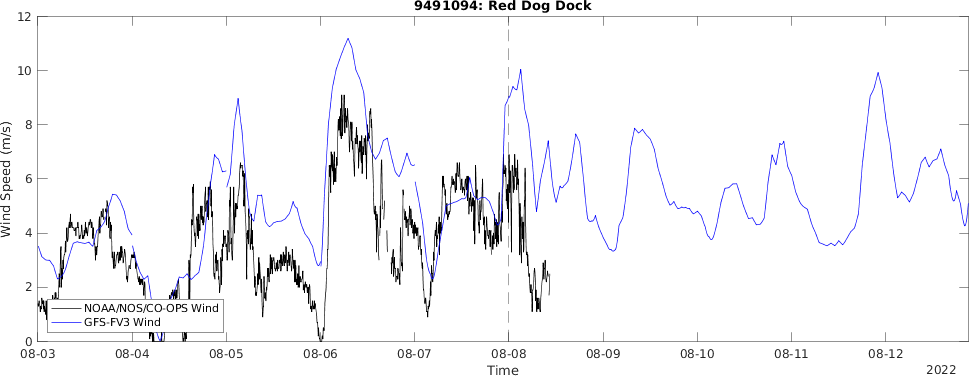 9491094: Red Dog Dock
Wind Speed (m/s)
12
10
8
6
4
2
0
NOAA/NOS/CO-OPS Wind
GFS-FV3 Wind
08-03 08-04 08-05 08-06 08-07 08-08 08-09 08-10 08-11 08-12
Time
2022